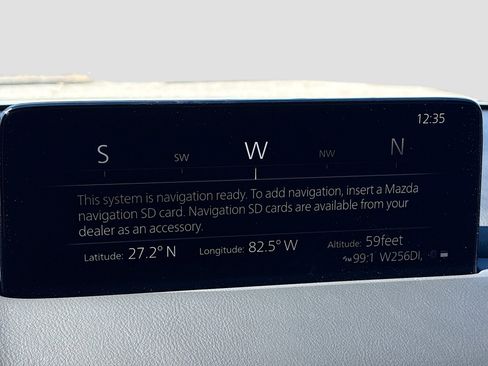 12:35
S SW W NW N
This system is navigation ready. To add navigation, insert a Mazda
navigation SD card. Navigation SD cards are available from your
dealer as an accessory.
Latitude: 27.2° N Longitude: 82.5° W Altitude: 59feet
99:1 W256DI,